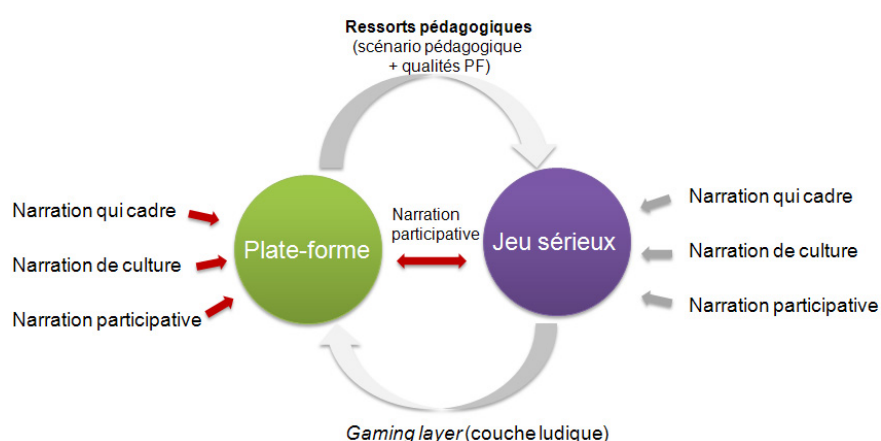 Ressorts pédagogiques
(scénario pédagogique
+ qualités PF)
Narration qui cadre
Narration de culture
Narration participative
Plate-forme
Narration
participative
Jeu sérieux
Narration qui cadre
Narration de culture
Narration participative
Gaming layer (couche ludique)